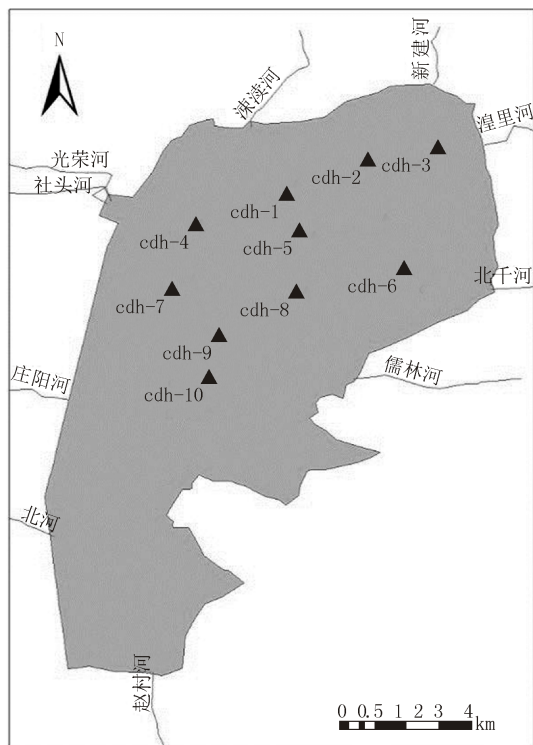 N
新建河
涑渎河
湟里河
光荣河
社头河
cdh-3
cdh-2
cdh-1
cdh-4
cdh-5
cdh-6
北干河
cdh-7
cdh-8
cdh-9
儒林河
庄阳河
cdh-10
北河
赵村河
0 0.5 1 2 3 4
km